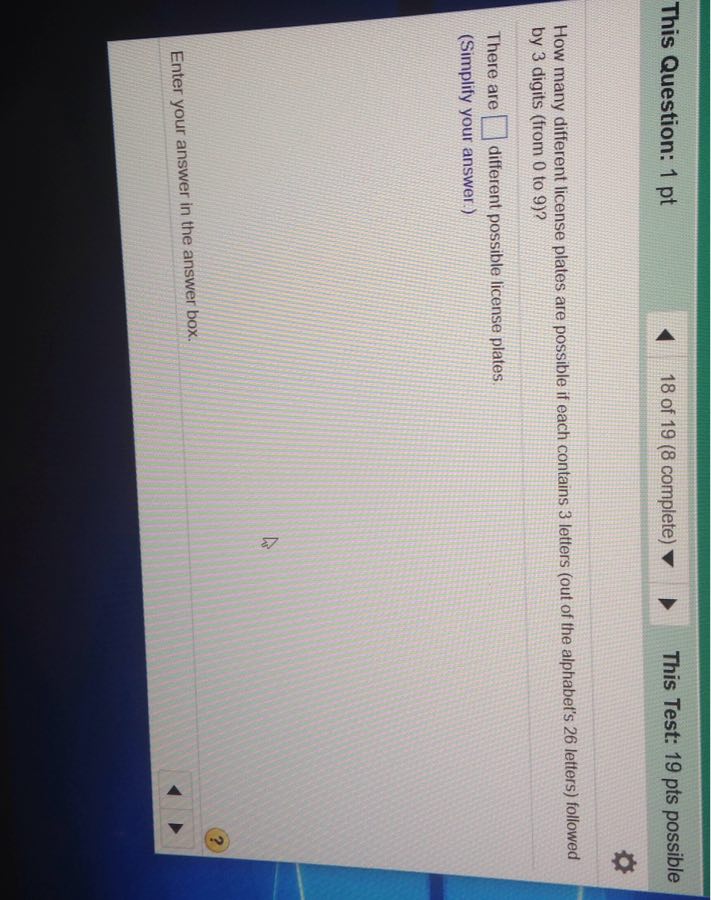 This Question: 1 pt
18 of 19 (8 complete)
This Test: 19 pts possible
How many different license plates are possible if each contains 3 letters (out of the alphabet's 26 letters) followed
by 3 digits (from 0 to 9)?
There are different possible license plates.
(Simplify your answer.)
Enter your answer in the answer box.
?